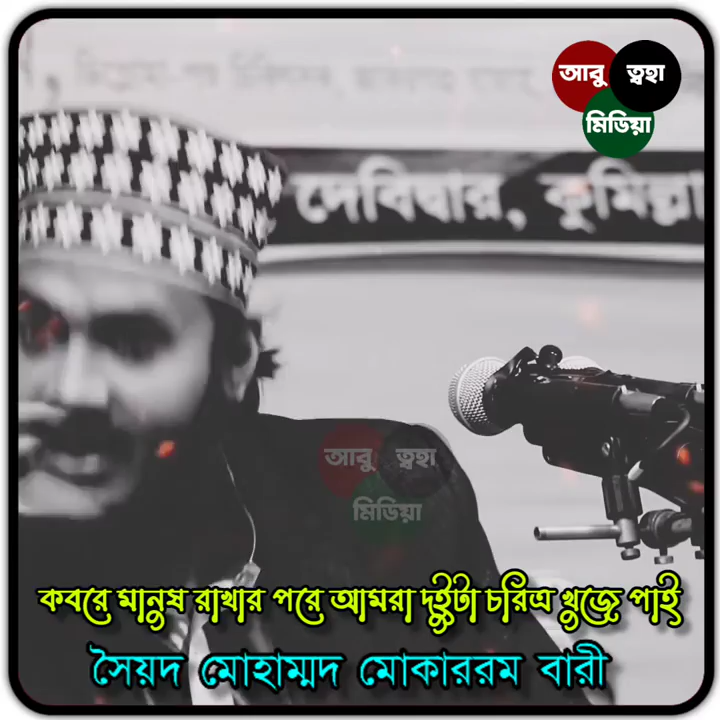 আবু ত্বহা
মিডিয়া
দেবিদ্বার, কুমিল্লা
আবু ত্বহা
মিডিয়া
কবরে মানুষ রাখার পরে আমরা দুইটা চরিত্র খুজে পাই
সৈয়দ মোহাম্মদ মোকাররম বারী